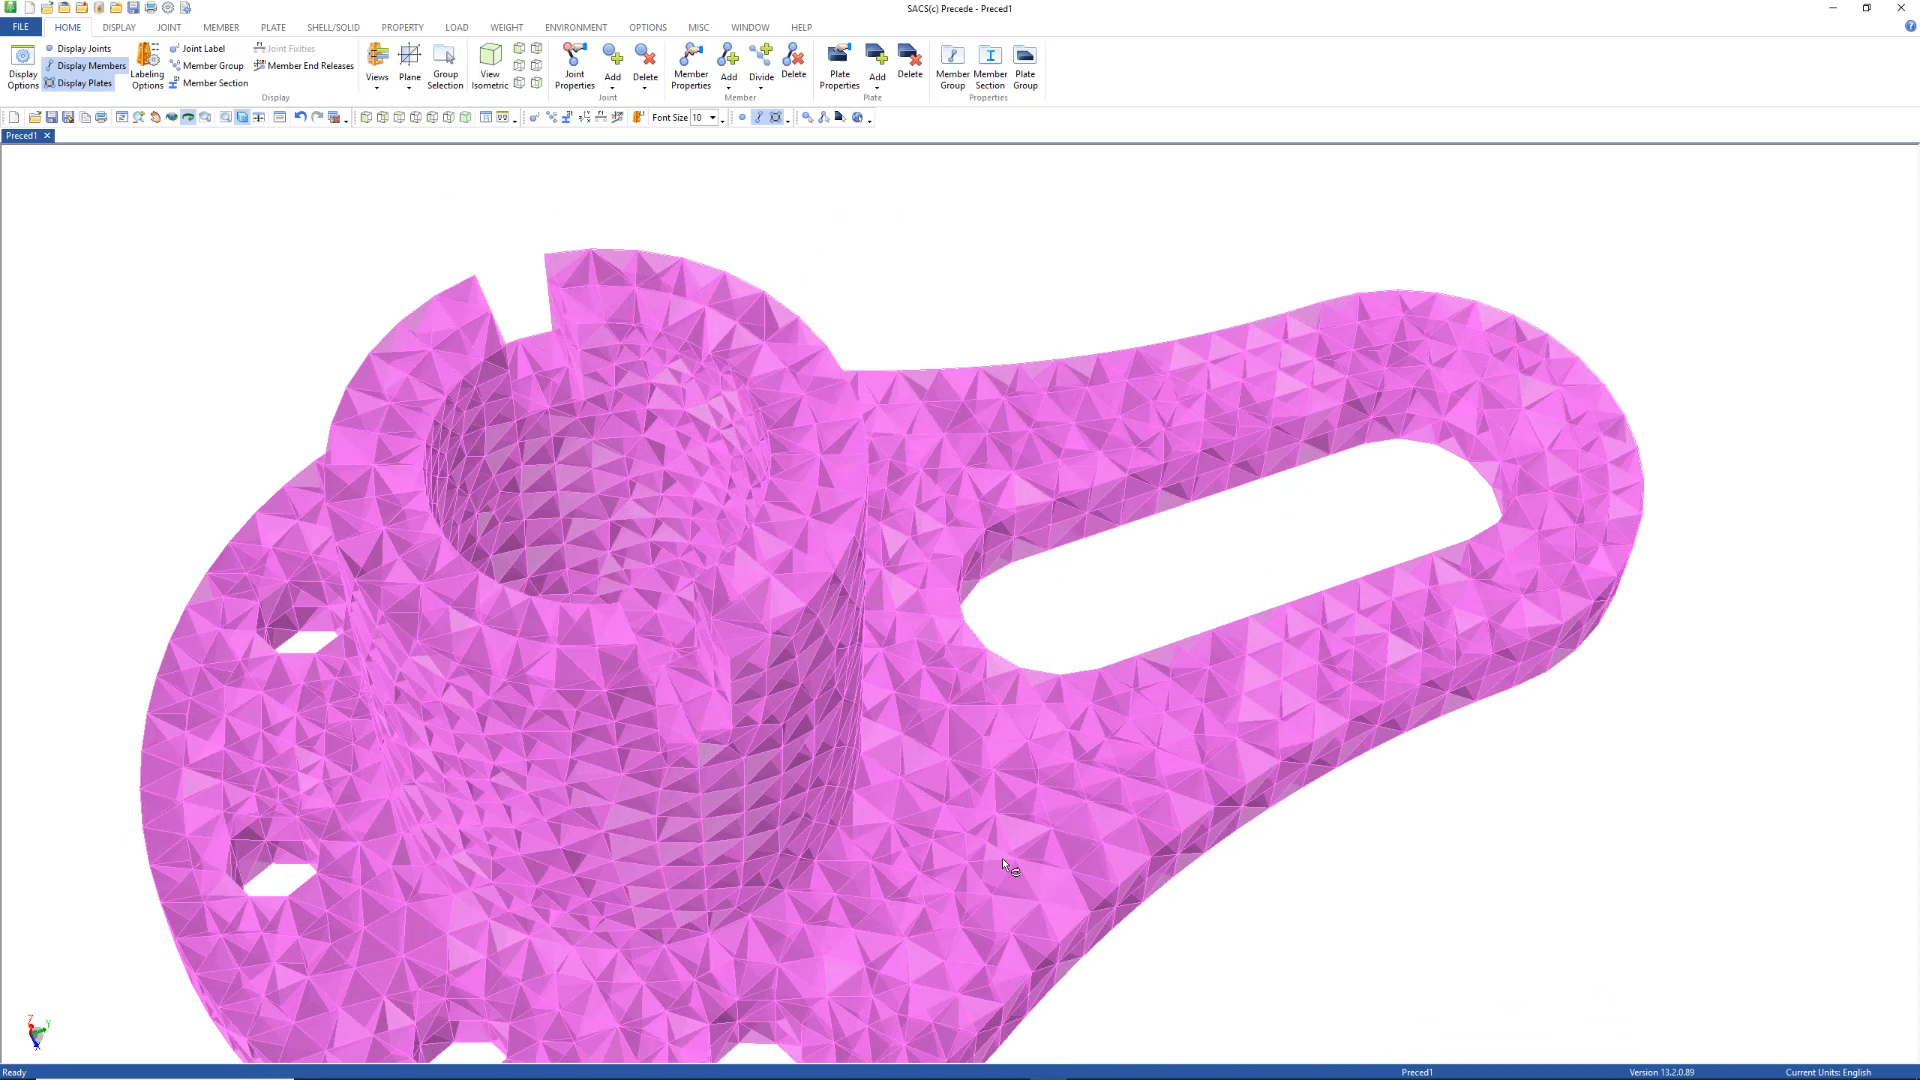 SACS(c) Precede - Preced1
FILE HOME DISPLAY JOINT MEMBER PLATE SHELL/SOLID PROPERTY LOAD WEIGHT ENVIRONMENT OPTIONS MISC WINDOW HELP
Display Options
Display Joints
Display Members
Display Plates
Labeling Options
Joint Label
Member Group
Member Section
Joint Fixities
Member End Releases
Display
Views
Plane
Group Selection
View Isometric
Joint Properties
Add
Delete
Joint
Member Properties
Add
Divide
Delete
Member
Plate Properties
Add
Delete
Plate
Member Group
Member Section
Plate Group
Properties
Font Size 10
Preced1
Z
Y
X
Ready
Preced1
Version 13.2.0.89
Current Units: English